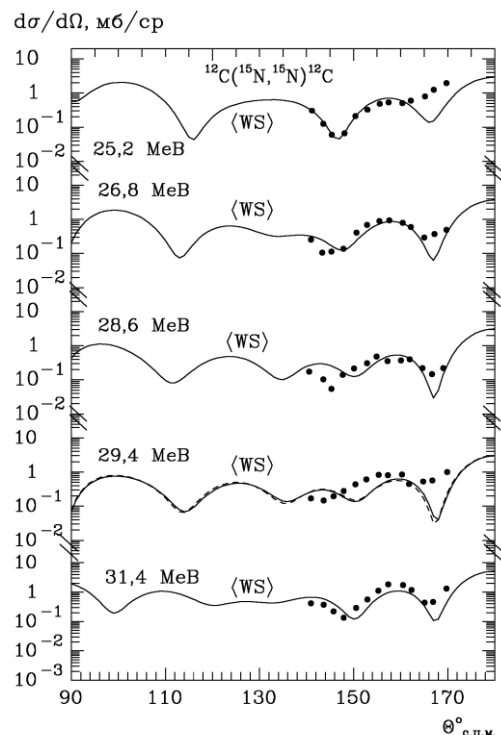 dσ/dΩ, мб/ср
¹²C(¹⁵N,¹⁵N)¹²C
10
1
10⁻¹
10⁻²
⟨WS⟩
25,2 МеВ
10
1
10⁻¹
10⁻²
26,8 МеВ
⟨WS⟩
10
1
10⁻¹
10⁻²
28,6 МеВ
⟨WS⟩
10
1
10⁻¹
10⁻²
29,4 МеВ
⟨WS⟩
10
1
10⁻¹
10⁻²
10⁻³
31,4 МеВ
⟨WS⟩
90 110 130 150 170
Θ°с.ц.м.